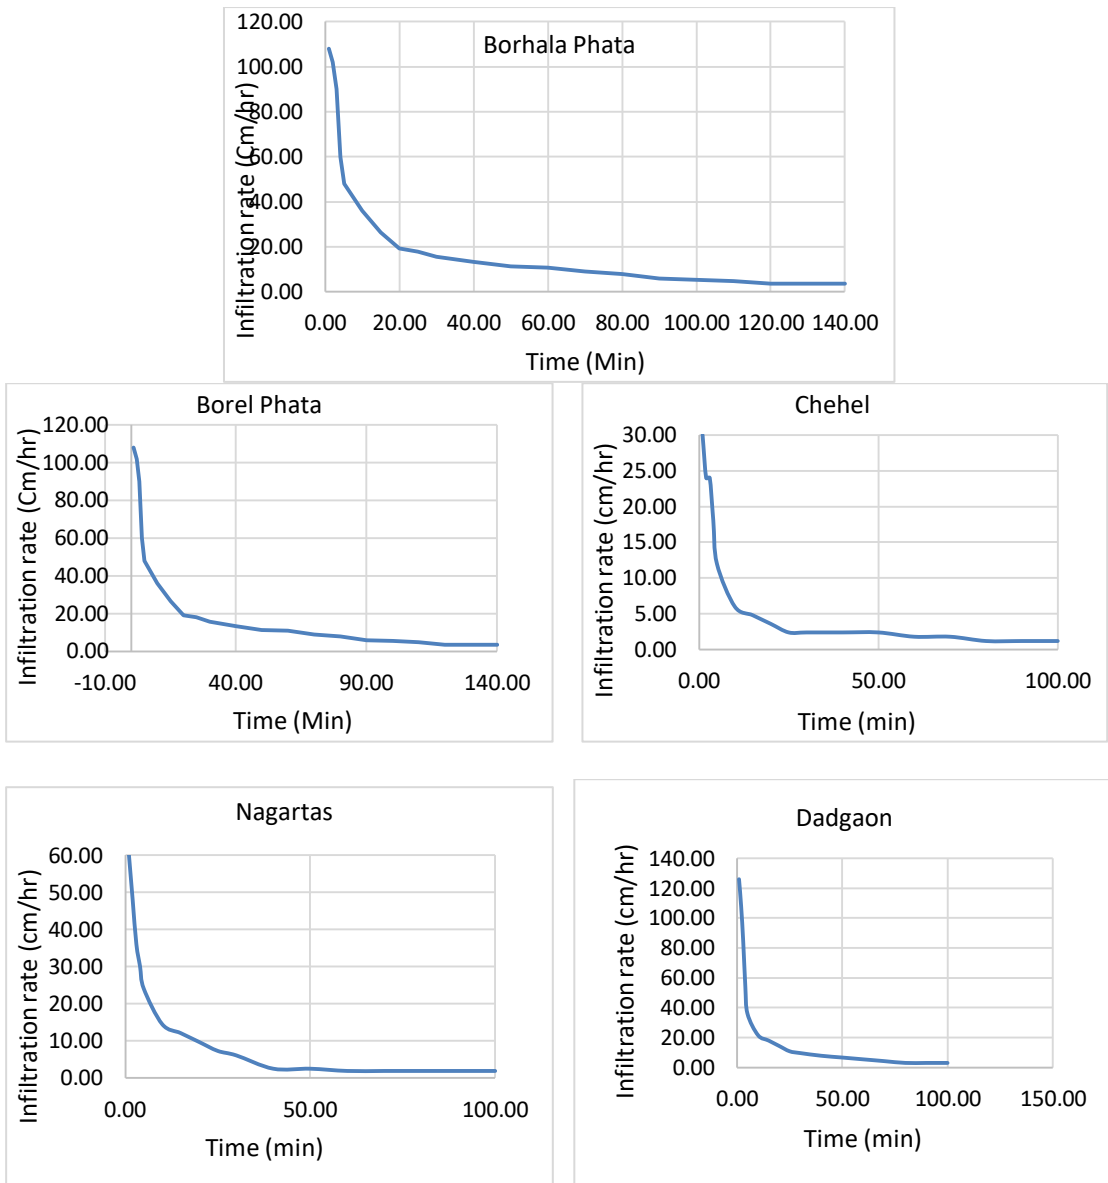 Borhala Phata
Infiltration rate (Cm/hr)
120.00
100.00
80.00
60.00
40.00
20.00
0.00
0.00 20.00 40.00 60.00 80.00 100.00 120.00 140.00
Time (Min)
Borel Phata
Infiltration rate (Cm/hr)
120.00
100.00
80.00
60.00
40.00
20.00
0.00
-10.00 40.00 90.00 140.00
Time (Min)
Chehel
Infiltration rate (cm/hr)
30.00
25.00
20.00
15.00
10.00
5.00
0.00
0.00 50.00 100.00
Time (min)
Nagartas
Infiltration rate (cm/hr)
60.00
50.00
40.00
30.00
20.00
10.00
0.00
0.00 50.00 100.00
Time (min)
Dadgaon
Infiltration rate (cm/hr)
140.00
120.00
100.00
80.00
60.00
40.00
20.00
0.00
0.00 50.00 100.00 150.00
Time (min)